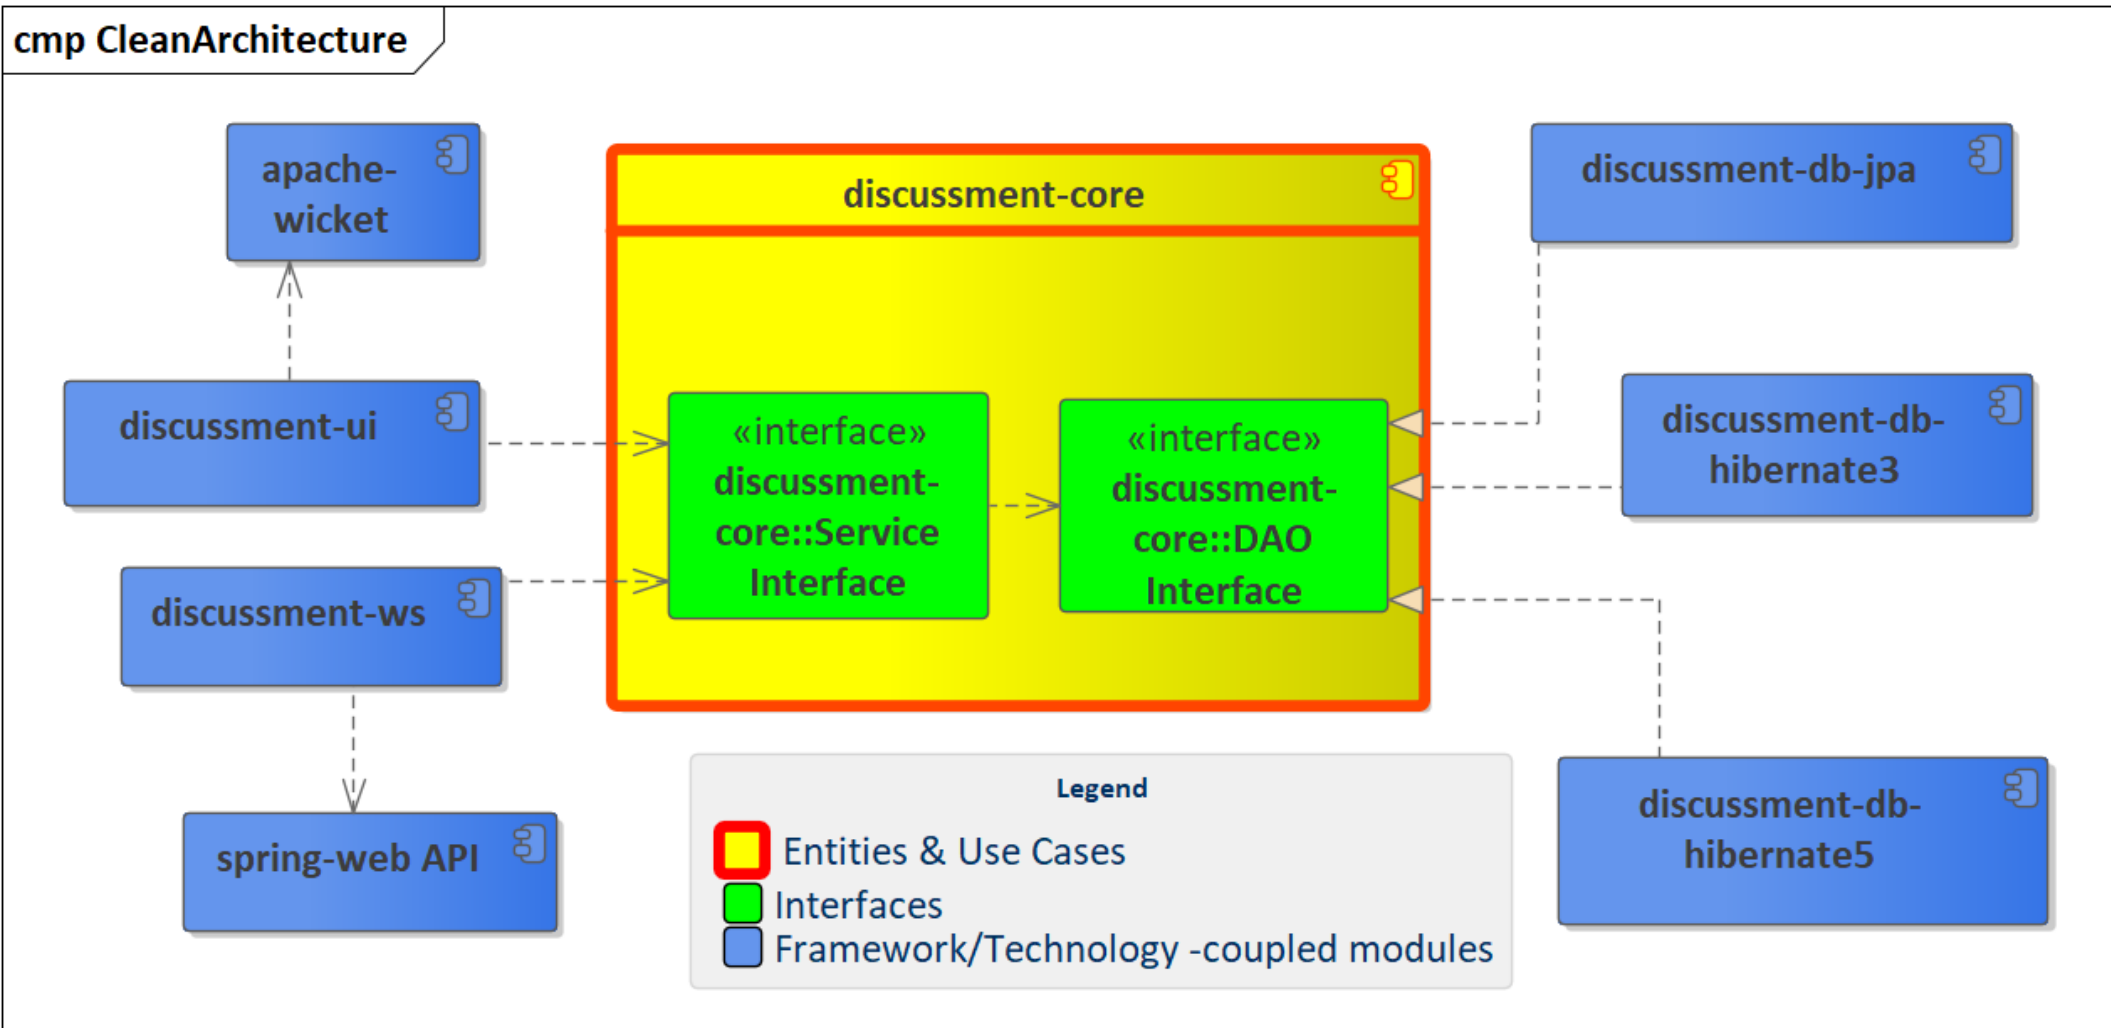 cmp CleanArchitecture
apache-
wicket
discussment-core
discussment-db-jpa
discussment-ui
«interface»
discussment-
core::Service
Interface
«interface»
discussment-
core::DAO
Interface
discussment-db-
hibernate3
discussment-ws
spring-web API
discussment-db-
hibernate5
Legend
Entities & Use Cases
Interfaces
Framework/Technology -coupled modules